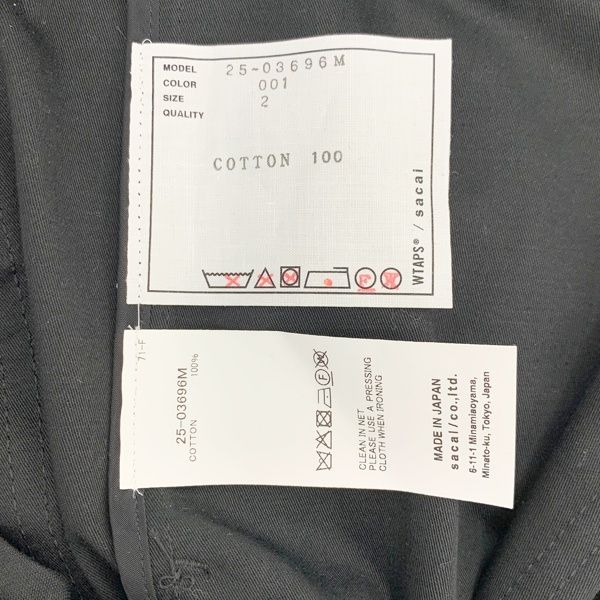 MODEL 25-03696M
COLOR 001
SIZE 2
QUALITY
COTTON 100
WTAPS® / sacai
71-F
25-03696M
COTTON 100%
CLEAN IN NET
PLEASE USE A PRESSING
CLOTH WHEN IRONING
MADE IN JAPAN
sacai/co.,ltd.
6-11-1 Minamiaoyama,
Minato-ku, Tokyo, Japan